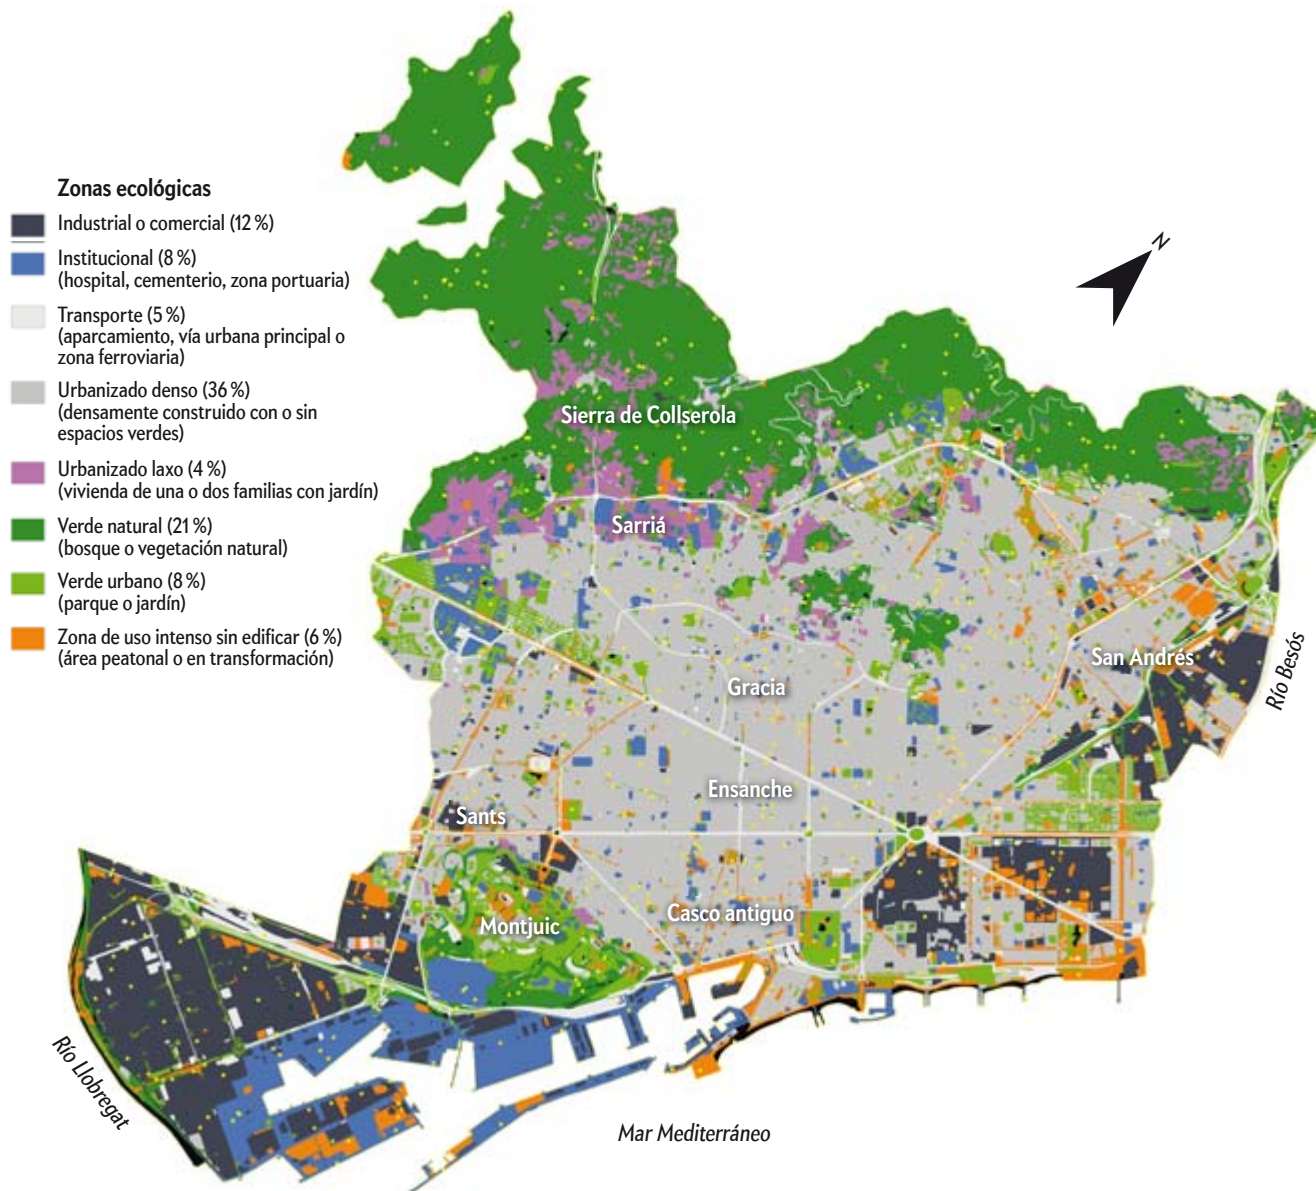 Zonas ecológicas
Industrial o comercial (12 %)
Institucional (8 %)
(hospital, cementerio, zona portuaria)
Transporte (5 %)
(aparcamiento, vía urbana principal o
zona ferroviaria)
Urbanizado denso (36 %)
(densamente construido con o sin
espacios verdes)
Urbanizado laxo (4 %)
(vivienda de una o dos familias con jardín)
Verde natural (21 %)
(bosque o vegetación natural)
Verde urbano (8 %)
(parque o jardín)
Zona de uso intenso sin edificar (6 %)
(área peatonal o en transformación)
N
Sierra de Collserola
Sarriá
San Andrés
Río Besós
Gracia
Ensanche
Sants
Casco antiguo
Montjuic
Río Llobregat
Mar Mediterráneo